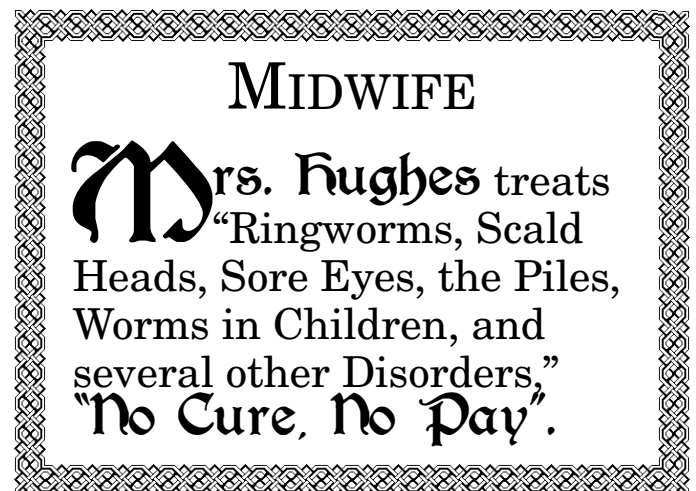 MIDWIFE
Mrs. Hughes treats
“Ringworms, Scald
Heads, Sore Eyes, the Piles,
Worms in Children, and
several other Disorders,”
“No Cure, No Pay”.